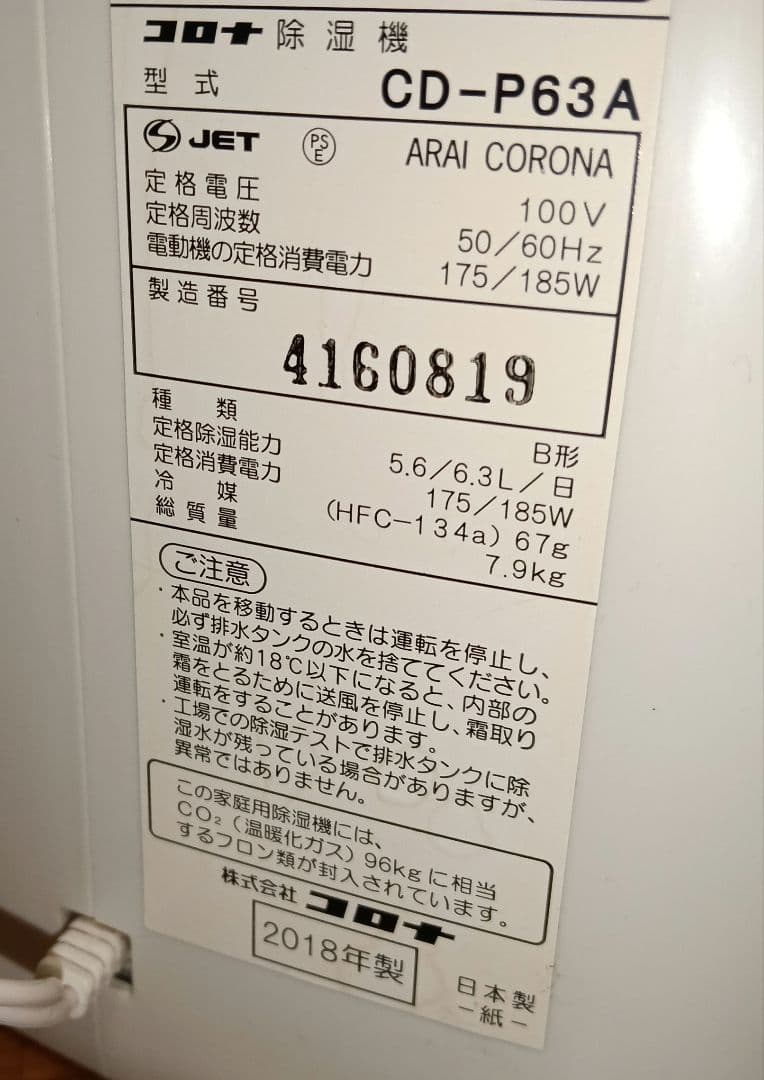 コロナ 除湿機
型式 CD-P63A
JET PSE ARAI CORONA
定格電圧 100V
定格周波数 50/60Hz
電動機の定格消費電力 175/185W
製造番号
4160819
種類 B形
定格除湿能力 5.6/6.3L/日
定格消費電力 175/185W
冷媒 (HFC-134a) 67g
総質量 7.9kg
ご注意
・本品を移動するときは運転を停止し、
必ず排水タンクの水を捨ててください。
・室温が約18℃以下になると、内部の
霜をとるために送風を停止し、霜取り
運転をすることがあります。
・工場での除湿テストで排水タンクに除
湿水が残っている場合がありますが、
異常ではありません。
この家庭用除湿機には、
CO₂(温暖化ガス)96kgに相当
するフロン類が封入されています。
株式会社 コロナ
2018年製
日本製
-紙-